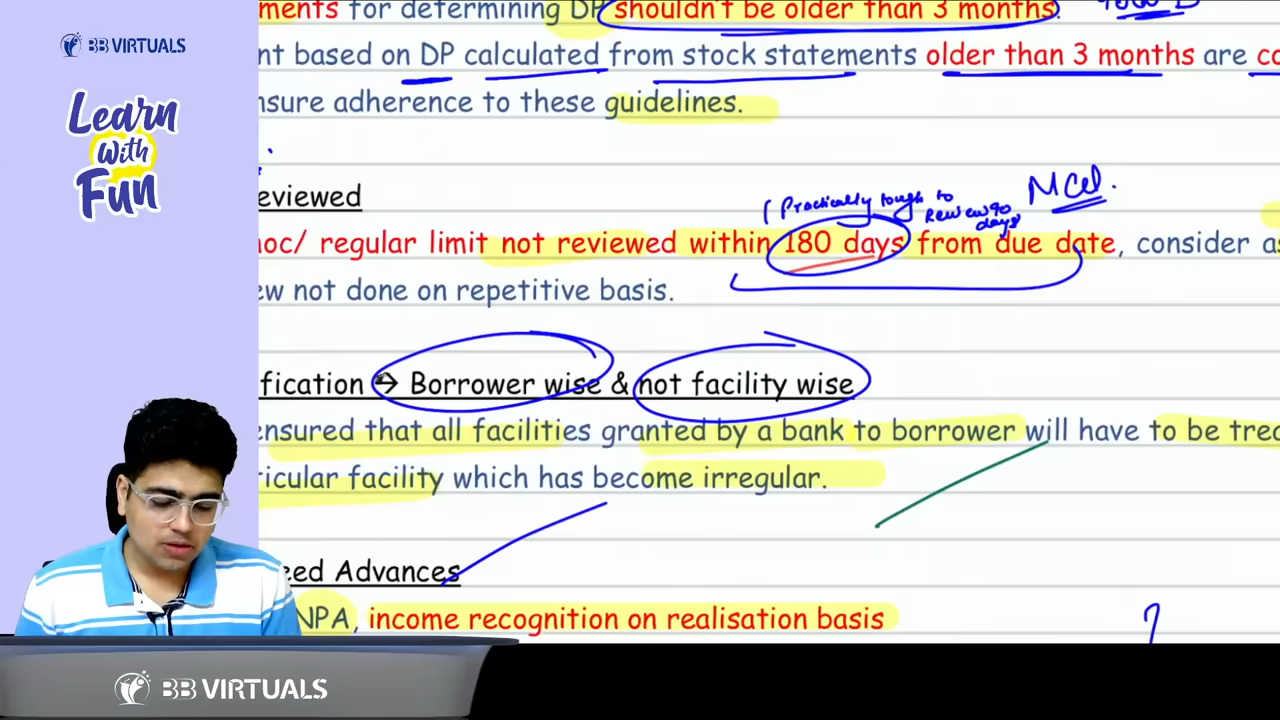 BB VIRTUALS
Learn
with
Fun
ments for determining DP shouldn't be older than 3 months.
nt based on DP calculated from stock statements older than 3 months are co
nsure adherence to these guidelines.
eviewed
(Practically tough to
Review 90
days
MCQ.
hoc/ regular limit not reviewed within 180 days from due date, consider as
ew not done on repetitive basis.
fication → Borrower wise & not facility wise
ensured that all facilities granted by a bank to borrower will have to be trea
ticular facility which has become irregular.
eed Advances
NPA, income recognition on realisation basis
BB VIRTUALS